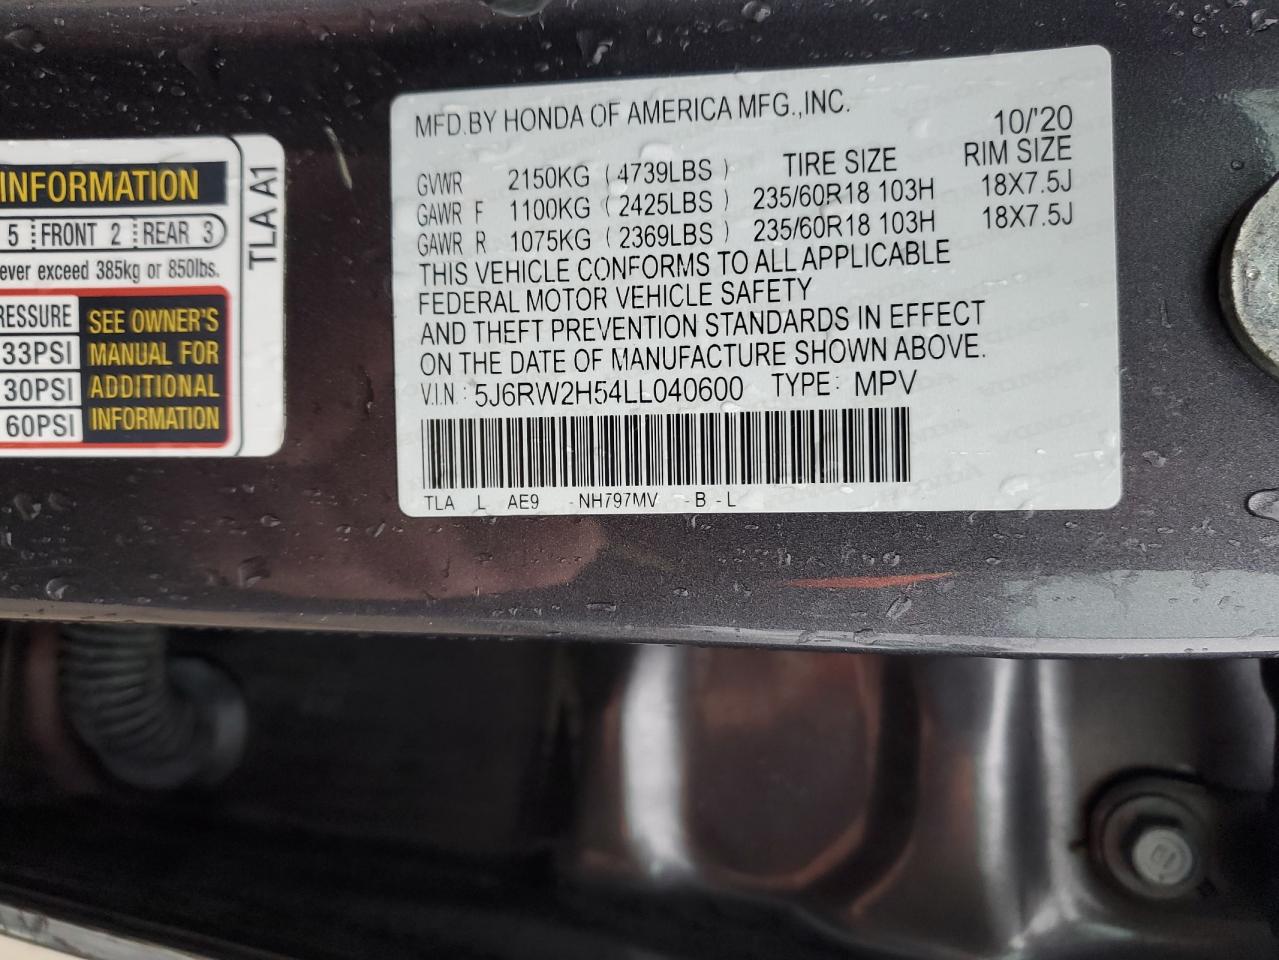 INFORMATION
5 FRONT 2 REAR 3
ever exceed 385kg or 850lbs.
RESSURE
33PSI
30PSI
60PSI
SEE OWNER'S
MANUAL FOR
ADDITIONAL
INFORMATION
TLA A1
MFD.BY HONDA OF AMERICA MFG.,INC. 10/'20
GVWR 2150KG (4739LBS) TIRE SIZE RIM SIZE
GAWR F 1100KG (2425LBS) 235/60R18 103H 18X7.5J
GAWR R 1075KG (2369LBS) 235/60R18 103H 18X7.5J
THIS VEHICLE CONFORMS TO ALL APPLICABLE
FEDERAL MOTOR VEHICLE SAFETY
AND THEFT PREVENTION STANDARDS IN EFFECT
ON THE DATE OF MANUFACTURE SHOWN ABOVE.
V.I.N : 5J6RW2H54LL040600 TYPE: MPV
TLA L AE9 -NH797MV -B -L